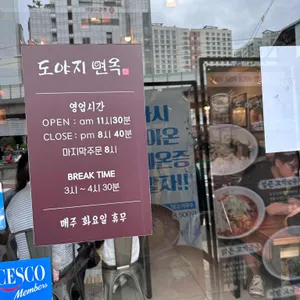 도야지 면옥
영업시간
OPEN : am 11시30분
CLOSE : pm 8시 40분
마지막주문 8시
BREAK TIME
3시 ~ 4시 30분
매주 화요일 휴무
CESCO
Members